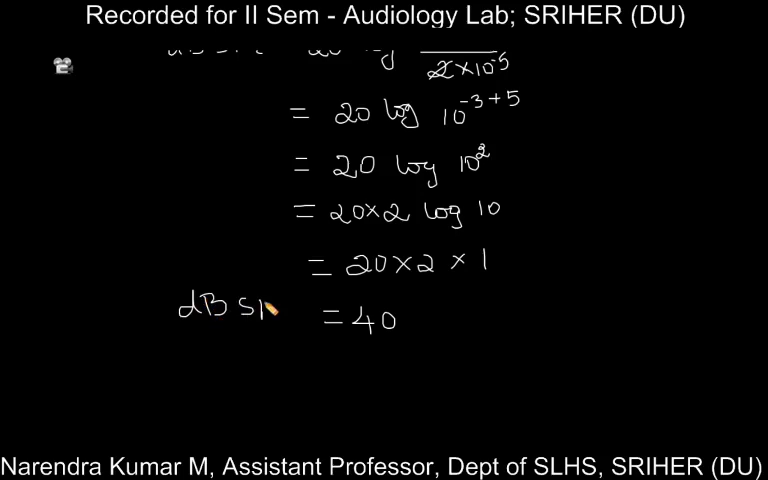 Recorded for II Sem - Audiology Lab; SRIHER (DU)
2×10⁻⁵
= 20 log 10⁻³⁺⁵
= 20 log 10²
= 20×2 log 10
= 20×2×1
dB SP = 40
Narendra Kumar M, Assistant Professor, Dept of SLHS, SRIHER (DU)